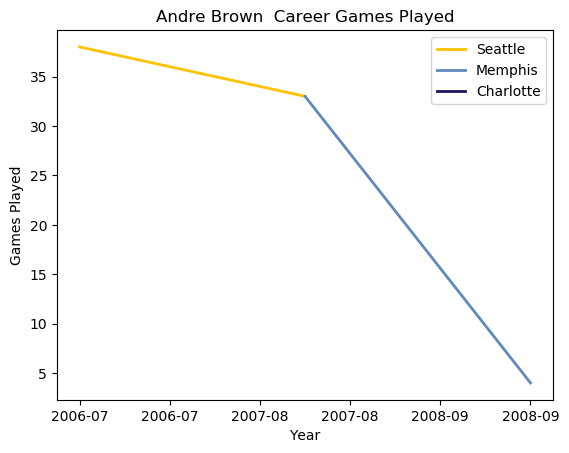 Andre Brown  Career Games Played
Seattle
Memphis
Charlotte
Games Played
35
30
25
20
15
10
5
2006-07 2006-07 2007-08 2007-08 2008-09 2008-09
Year